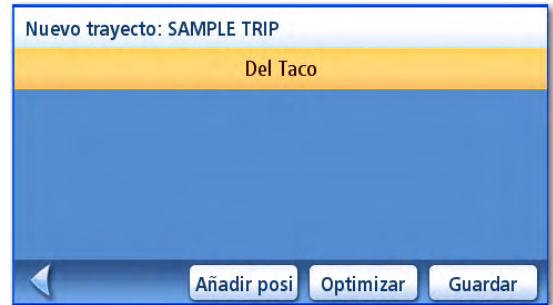 Nuevo trayecto: SAMPLE TRIP
Del Taco
Añadir posi Optimizar Guardar